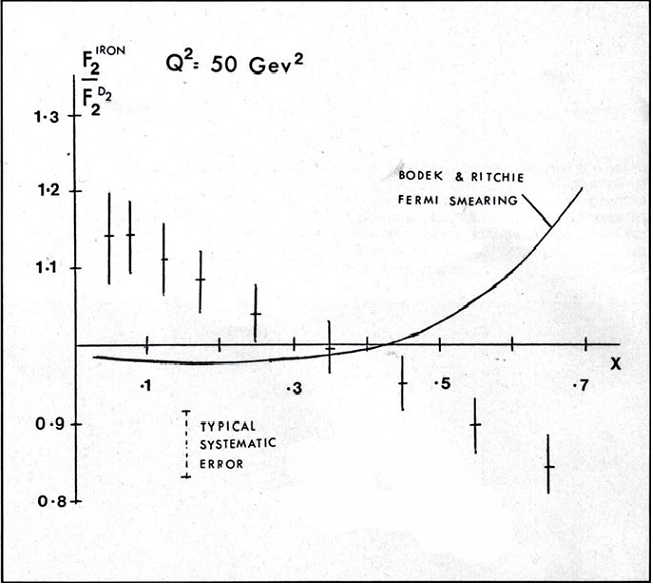 F₂ᴵᴿᴼᴺ
F₂ᴰ²
Q²= 50 Gev²
1·3
1·2
BODEK & RITCHIE
FERMI SMEARING
1·1
X
·1
·3
·5
·7
0·9
TYPICAL
SYSTEMATIC
ERROR
0·8